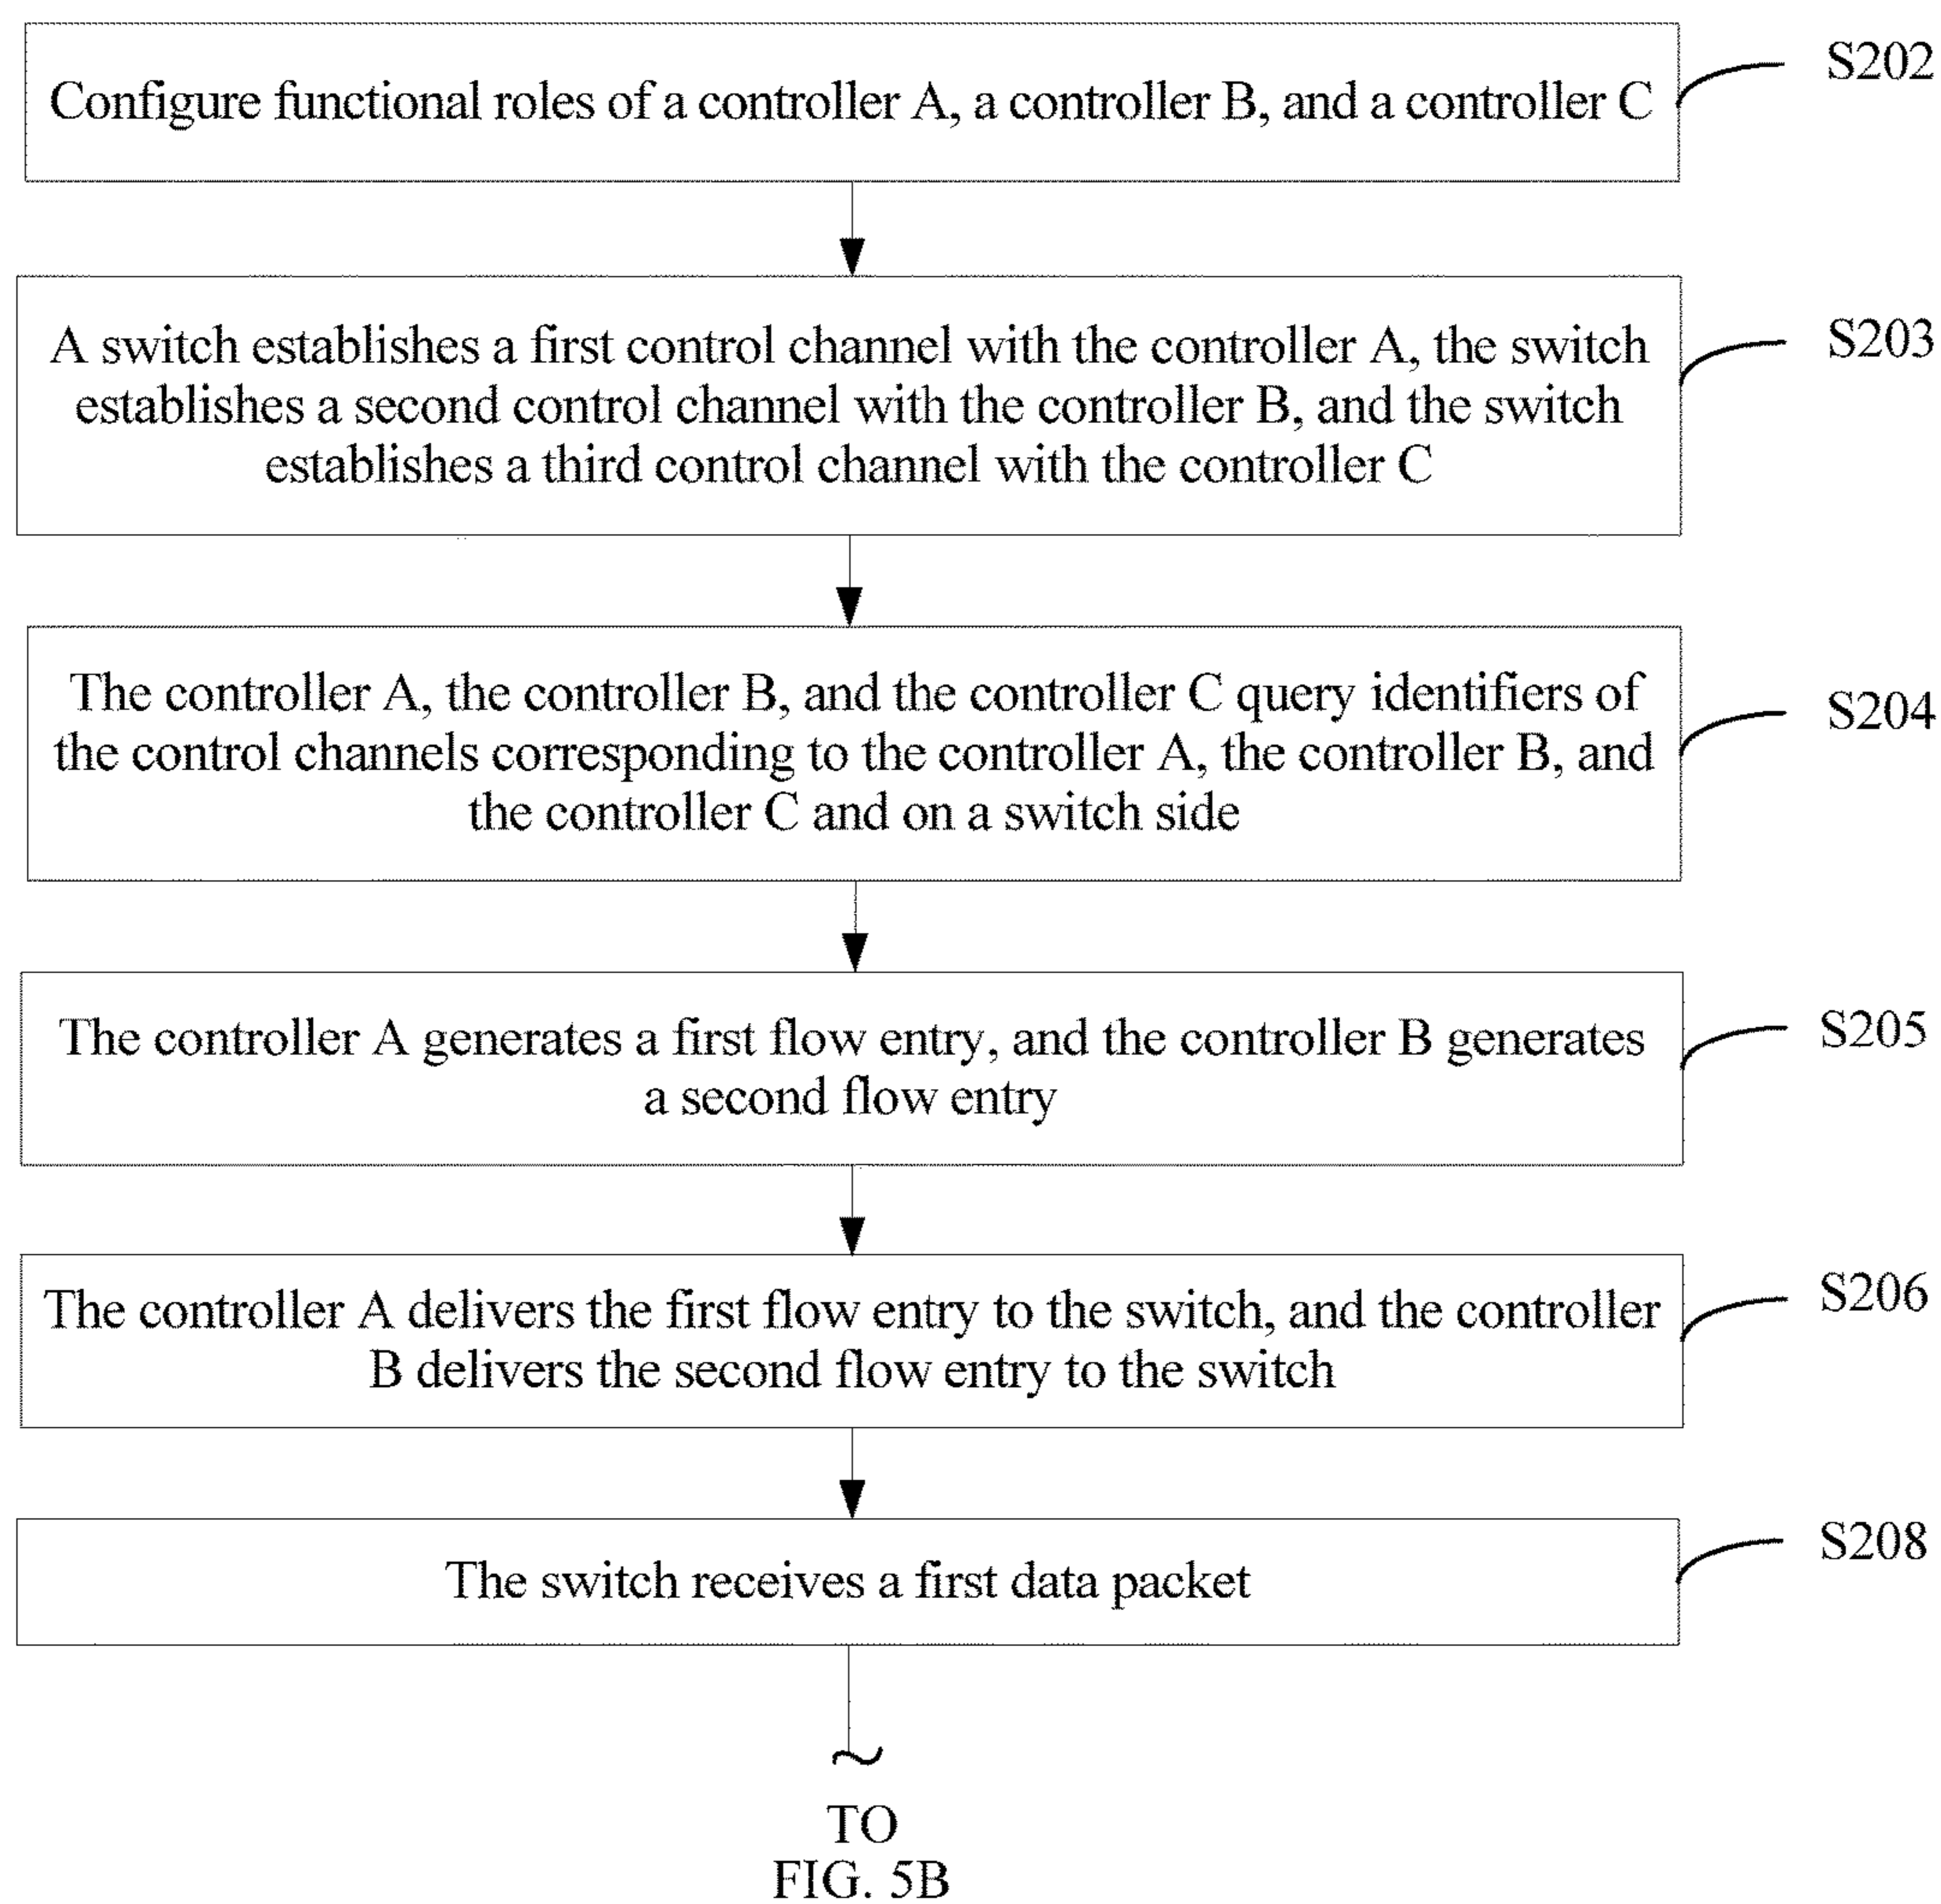 Configure functional roles of a controller A, a controller B, and a controller C
S202
A switch establishes a first control channel with the controller A, the switch
establishes a second control channel with the controller B, and the switch
establishes a third control channel with the controller C
S203
The controller A, the controller B, and the controller C query identifiers of
the control channels corresponding to the controller A, the controller B, and
the controller C and on a switch side
S204
The controller A generates a first flow entry, and the controller B generates
a second flow entry
S205
The controller A delivers the first flow entry to the switch, and the controller
B delivers the second flow entry to the switch
S206
The switch receives a first data packet
S208
TO
FIG. 5B